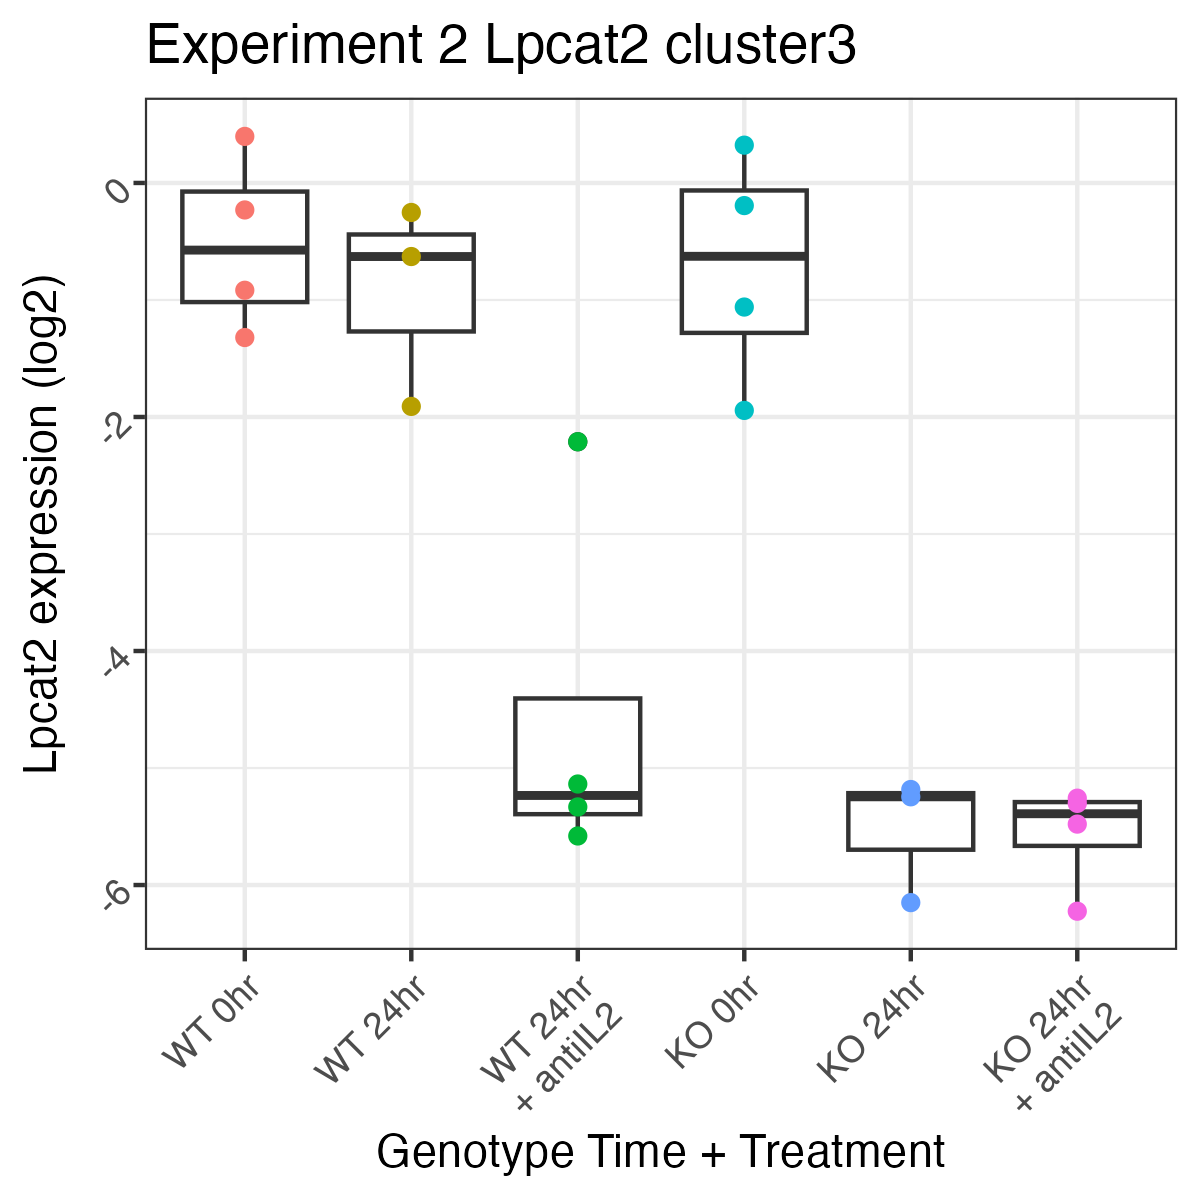 Experiment 2 Lpcat2 cluster3
Lpcat2 expression (log2)
0
-2
-4
-6
WT 0hr
WT 24hr
WT 24hr
+ antiIL2
KO 0hr
KO 24hr
KO 24hr
+ antiIL2
Genotype Time + Treatment